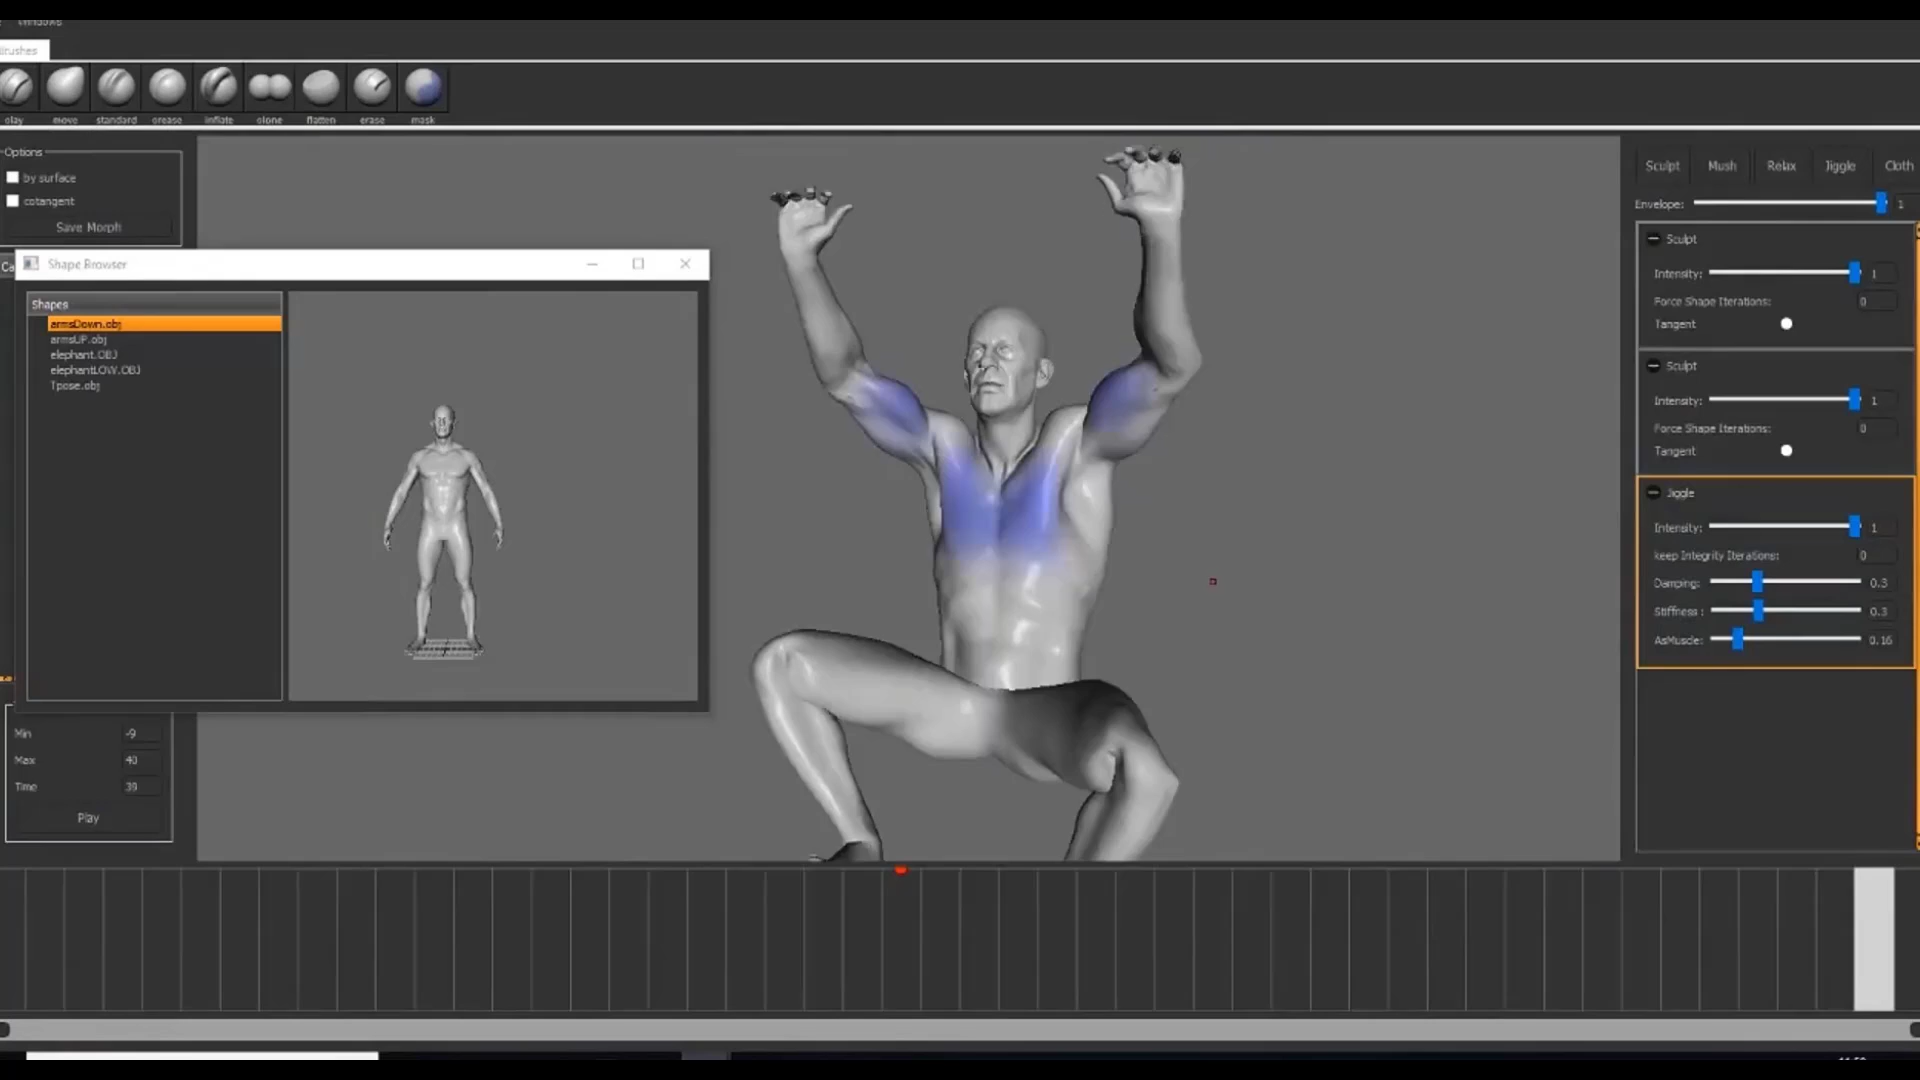 Windows
Brushes
clay move standard crease inflate clone flatten erase mask
Options
by surface
cotangent
Save Morph
Shape Browser
Shapes
armsDown.obj
armsUP.obj
elephant.OBJ
elephantLOW.OBJ
Tpose.obj
Min -9
Max 40
Time 39
Play
Sculpt Mush Relax Jiggle Cloth
Envelope: 1
Sculpt
Intensity: 1
Force Shape Iterations: 0
Tangent
Sculpt
Intensity: 1
Force Shape Iterations: 0
Tangent
Jiggle
Intensity: 1
keep Integrity Iterations: 0
Damping: 0.3
Stiffness : 0.3
AsMuscle: 0.16